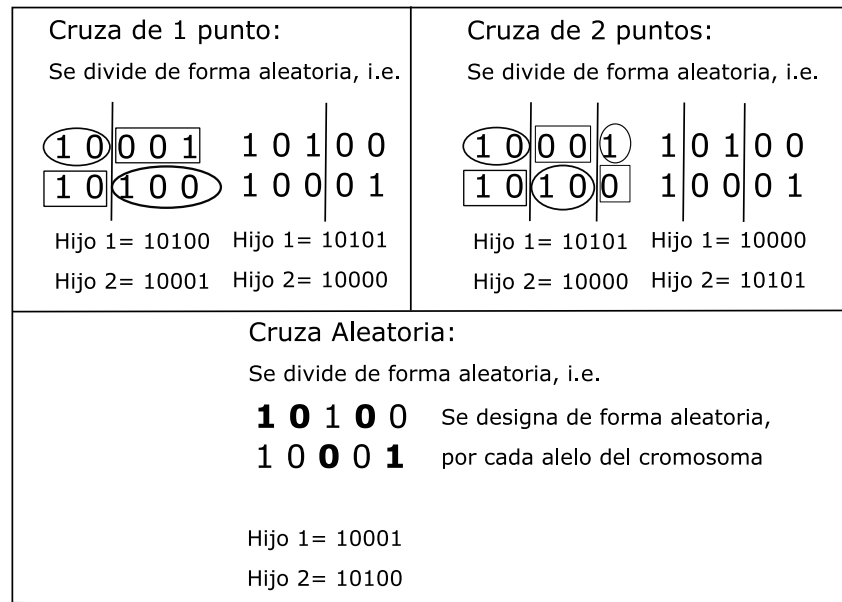 Cruza de 1 punto:
Se divide de forma aleatoria, i.e.
1 0 0 0 1 1 0 1 0 0
1 0 1 0 0 1 0 0 0 1
Hijo 1= 10100 Hijo 1= 10101
Hijo 2= 10001 Hijo 2= 10000
Cruza de 2 puntos:
Se divide de forma aleatoria, i.e.
1 0 0 0 1 1 0 1 0 0
1 0 1 0 0 1 0 0 0 1
Hijo 1= 10101 Hijo 1= 10000
Hijo 2= 10000 Hijo 2= 10101
Cruza Aleatoria:
Se divide de forma aleatoria, i.e.
1 0 1 0 0 Se designa de forma aleatoria,
1 0 0 0 1 por cada alelo del cromosoma
Hijo 1= 10001
Hijo 2= 10100